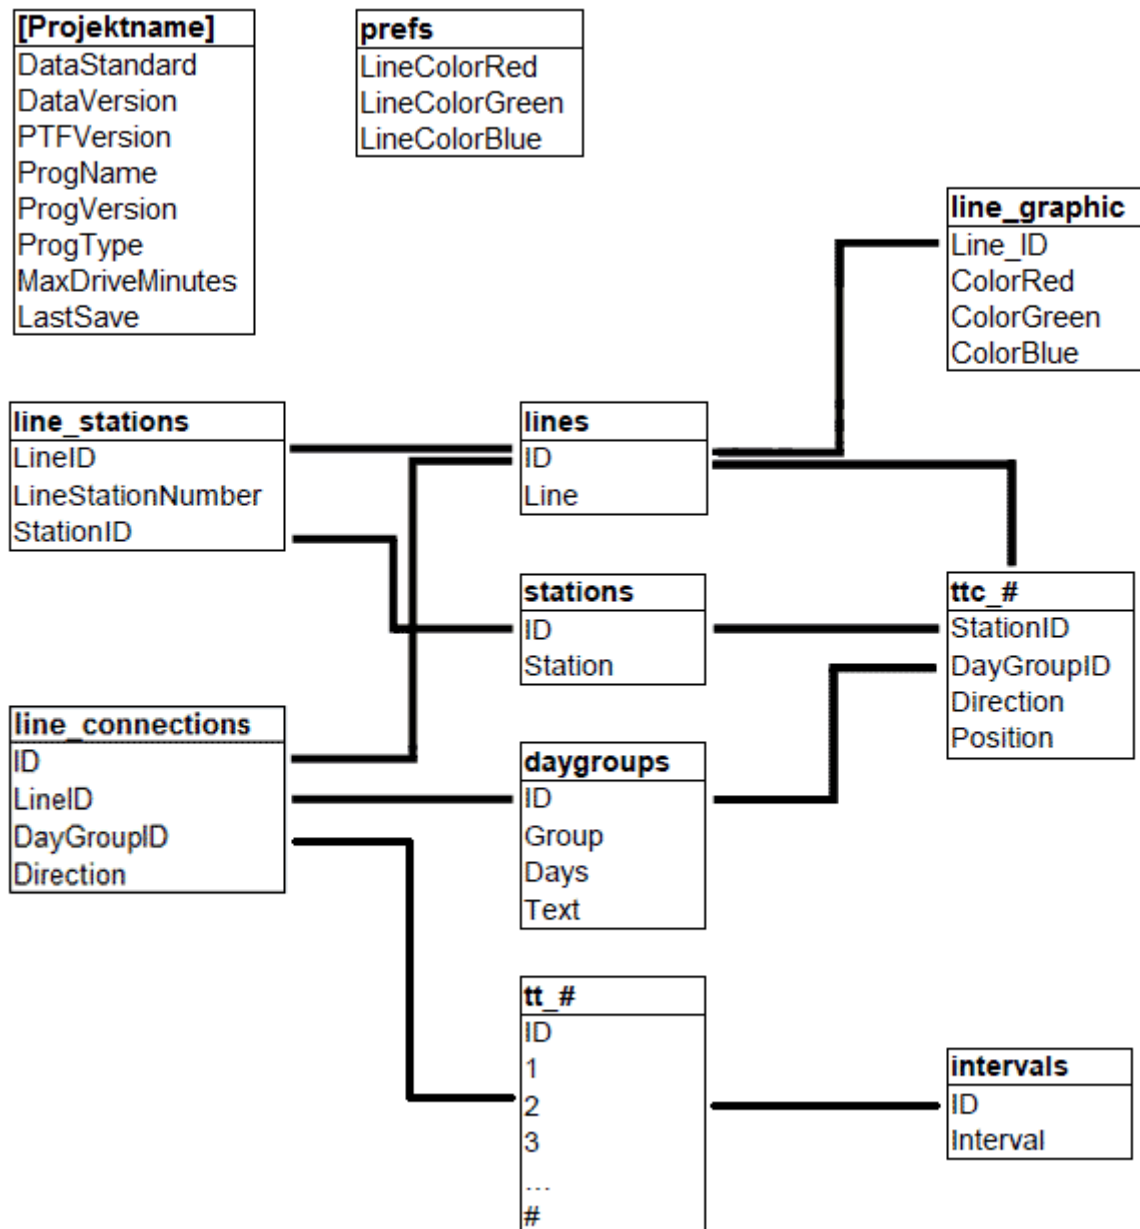 [Projektname]
DataStandard
DataVersion
PTFVersion
ProgName
ProgVersion
ProgType
MaxDriveMinutes
LastSave
prefs
LineColorRed
LineColorGreen
LineColorBlue
line_graphic
Line_ID
ColorRed
ColorGreen
ColorBlue
line_stations
LineID
LineStationNumber
StationID
lines
ID
Line
stations
ID
Station
ttc_#
StationID
DayGroupID
Direction
Position
line_connections
ID
LineID
DayGroupID
Direction
daygroups
ID
Group
Days
Text
tt_#
ID
1
2
3
...
#
intervals
ID
Interval